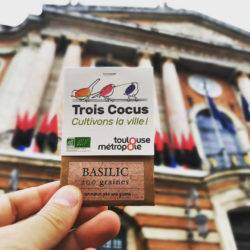 Trois Cocus
Cultivons la ville !
toulouse
métropole
BASILIC
200 graines